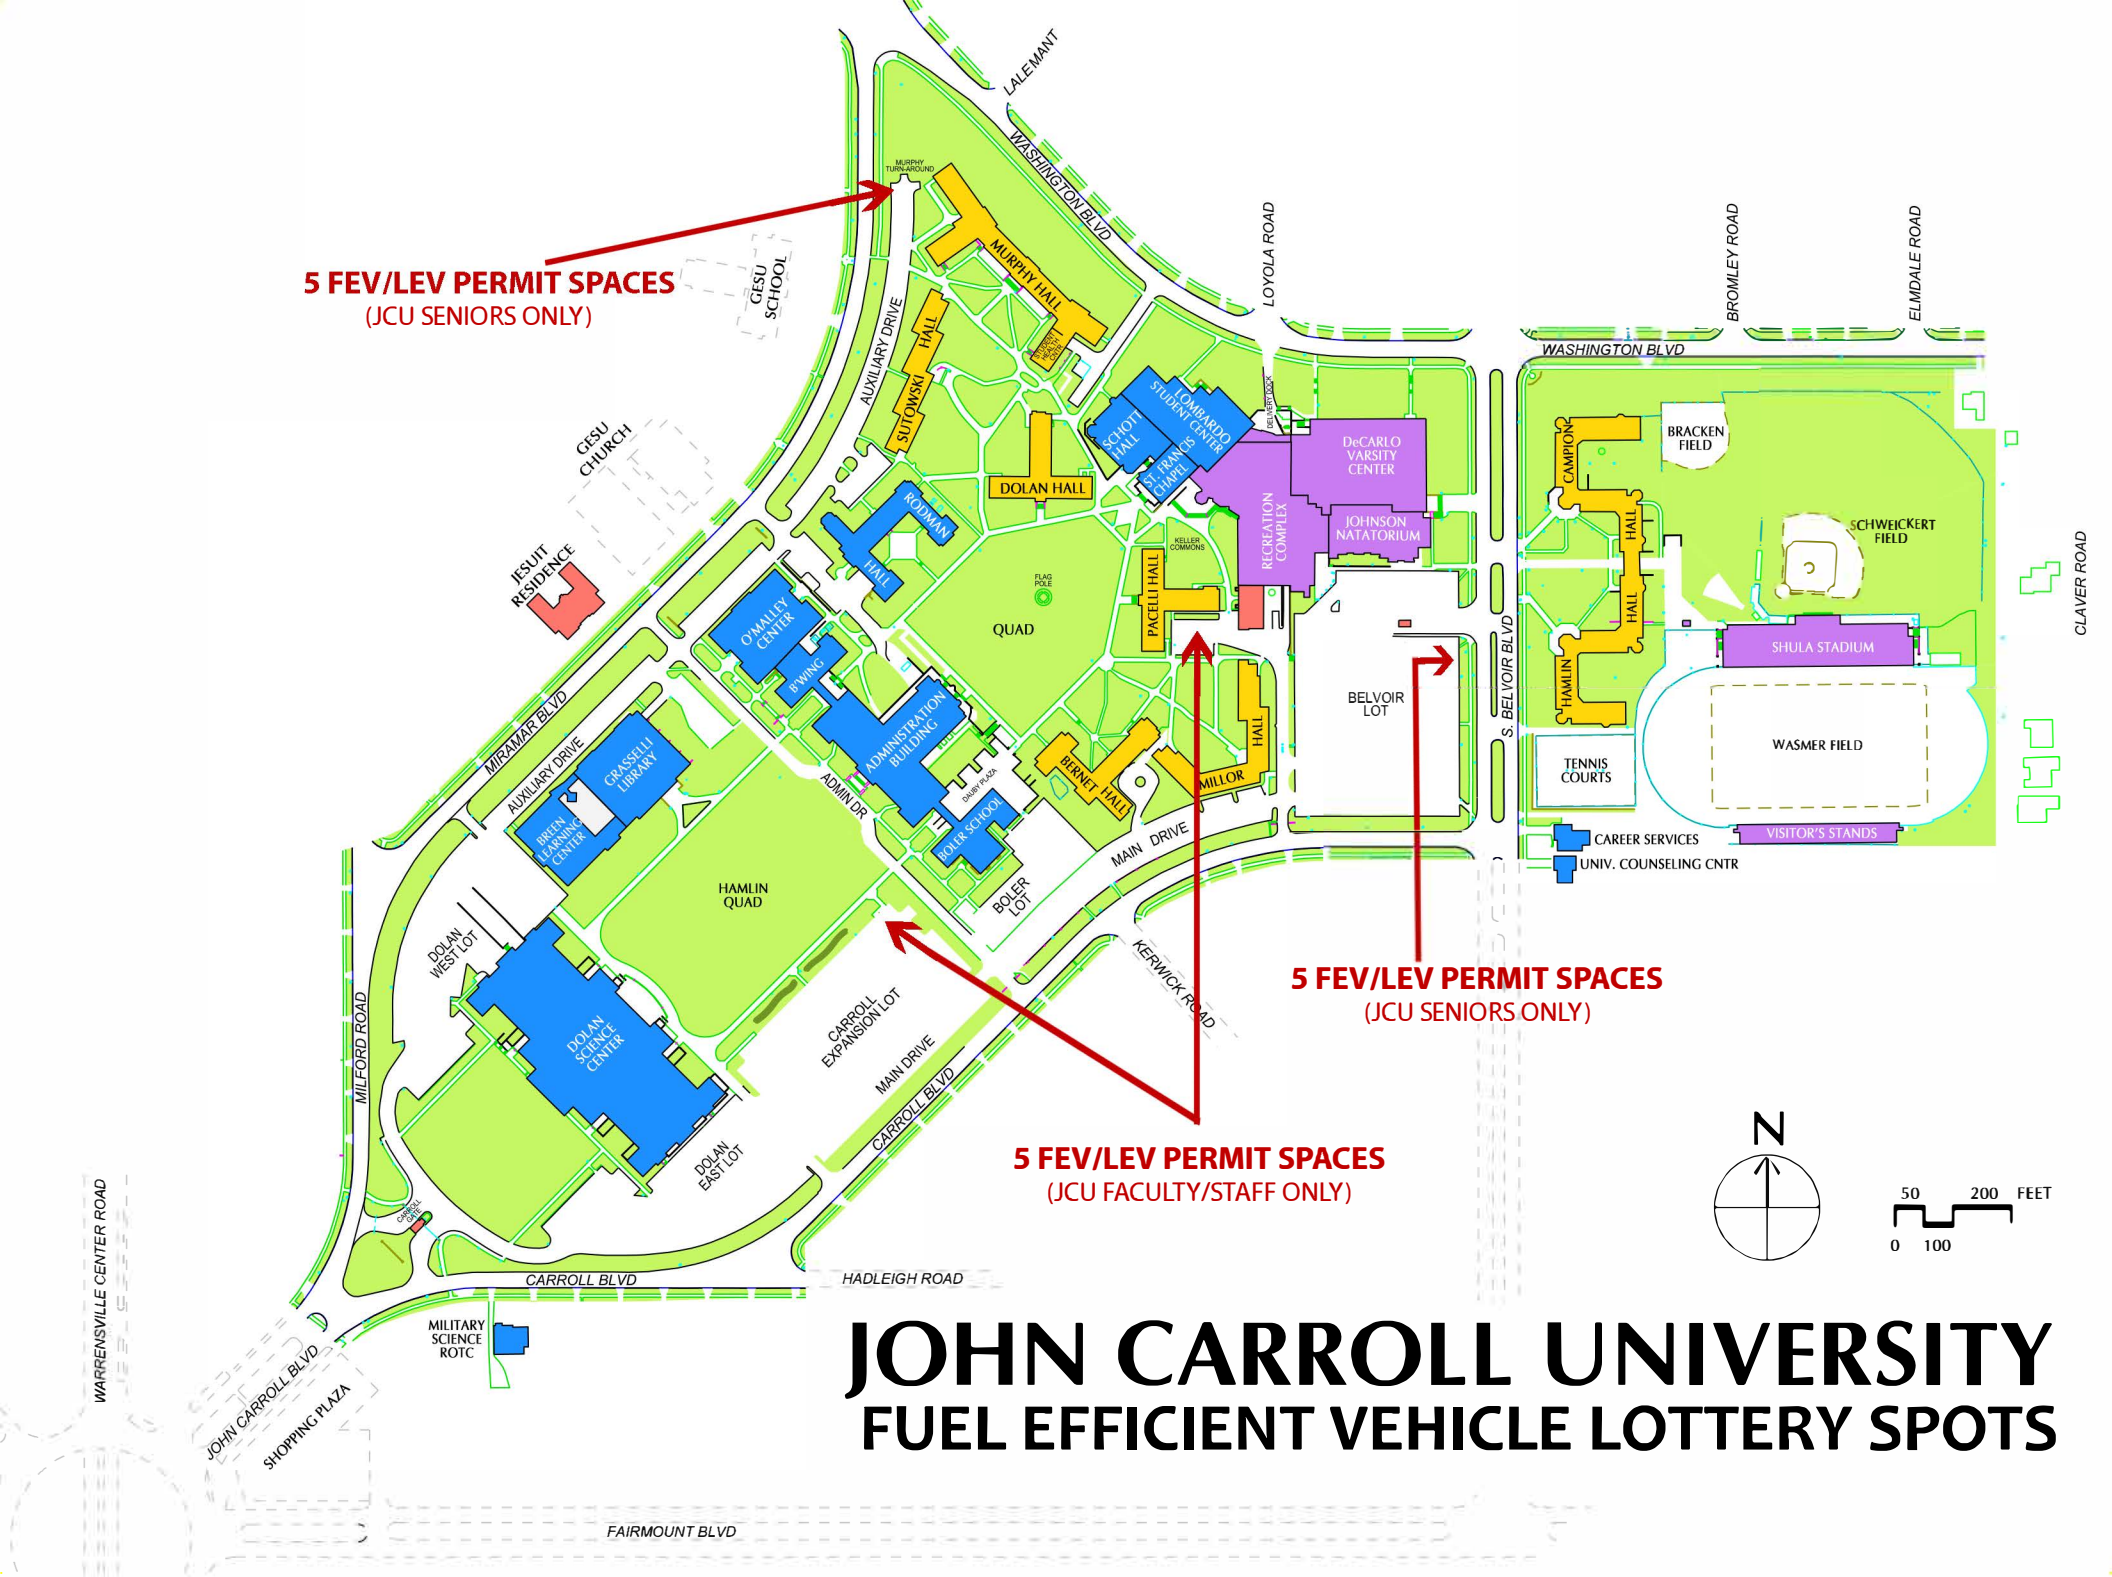 LALEMANT
WASHINGTON BLVD
MURPHY
TURN-AROUND
5 FEV/LEV PERMIT SPACES
(JCU SENIORS ONLY)
GESU
SCHOOL
MURPHY HALL
STUDENT
HEALTH
CNTR
LOYOLA ROAD
BROMLEY ROAD
ELMDALE ROAD
WASHINGTON BLVD
AUXILIARY DRIVE
SUTOWSKI HALL
GESU
CHURCH
DOLAN HALL
SCHOTT
HALL
LOMBARDO
STUDENT CENTER
ST. FRANCIS
CHAPEL
DELIVERY DOCK
DeCARLO
VARSITY
CENTER
JOHNSON
NATATORIUM
RECREATION
COMPLEX
CAMPION
HALL
BRACKEN
FIELD
SCHWEICKERT
FIELD
CLAVER ROAD
RODMAN
HALL
KELLER
COMMONS
JESUIT
RESIDENCE
FLAG
POLE
QUAD
PACELLI HALL
O'MALLEY
CENTER
B'WING
ADMINISTRATION
BUILDING
HAMLIN
HALL
SHULA STADIUM
BELVOIR
LOT
S. BELVOIR BLVD
MIRAMAR BLVD
AUXILIARY DRIVE
GRASSELLI
LIBRARY
BREEN
LEARNING
CENTER
ADMIN DR
DAUBY PLAZA
BOLER SCHOOL
BERNET HALL
MILLOR
HALL
WASMER FIELD
TENNIS
COURTS
VISITOR'S STANDS
CAREER SERVICES
UNIV. COUNSELING CNTR
MAIN DRIVE
BOLER
LOT
HAMLIN
QUAD
DOLAN
WEST LOT
KERWICK ROAD
5 FEV/LEV PERMIT SPACES
(JCU SENIORS ONLY)
DOLAN
SCIENCE
CENTER
CARROLL
EXPANSION LOT
MAIN DRIVE
CARROLL BLVD
MILFORD ROAD
DOLAN
EAST LOT
5 FEV/LEV PERMIT SPACES
(JCU FACULTY/STAFF ONLY)
N
50 200 FEET
0 100
CARROLL
GATE
CARROLL BLVD
HADLEIGH ROAD
MILITARY
SCIENCE
ROTC
WARRENSVILLE CENTER ROAD
JOHN CARROLL BLVD
SHOPPING PLAZA
JOHN CARROLL UNIVERSITY
FUEL EFFICIENT VEHICLE LOTTERY SPOTS
FAIRMOUNT BLVD